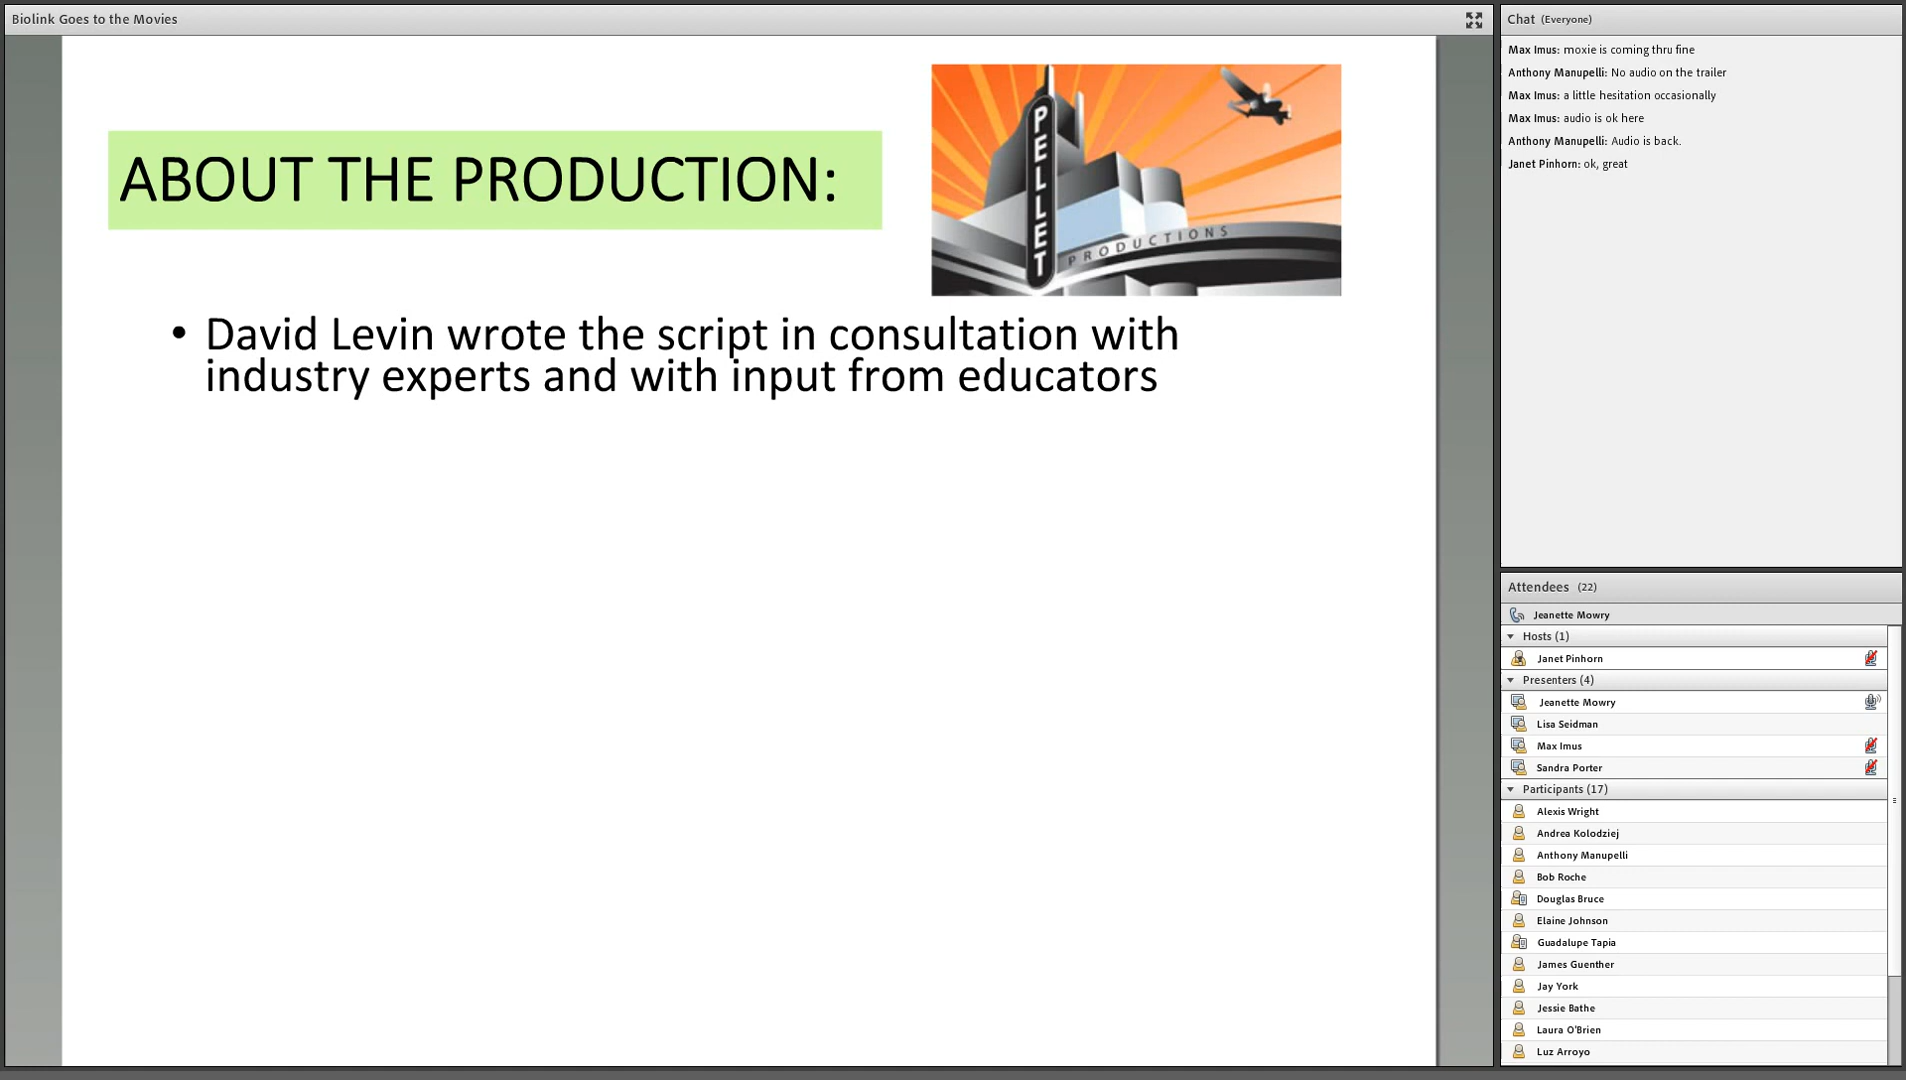 Biolink Goes to the Movies
ABOUT THE PRODUCTION:
PELLET
PRODUCTIONS
• David Levin wrote the script in consultation with
industry experts and with input from educators
Chat (Everyone)
Max Imus: moxie is coming thru fine
Anthony Manupelli: No audio on the trailer
Max Imus: a little hesitation occasionally
Max Imus: audio is ok here
Anthony Manupelli: Audio is back.
Janet Pinhorn: ok, great
Attendees (22)
Jeanette Mowry
Hosts (1)
Janet Pinhorn
Presenters (4)
Jeanette Mowry
Lisa Seidman
Max Imus
Sandra Porter
Participants (17)
Alexis Wright
Andrea Kolodziej
Anthony Manupelli
Bob Roche
Douglas Bruce
Elaine Johnson
Guadalupe Tapia
James Guenther
Jay York
Jessie Bathe
Laura O'Brien
Luz Arroyo